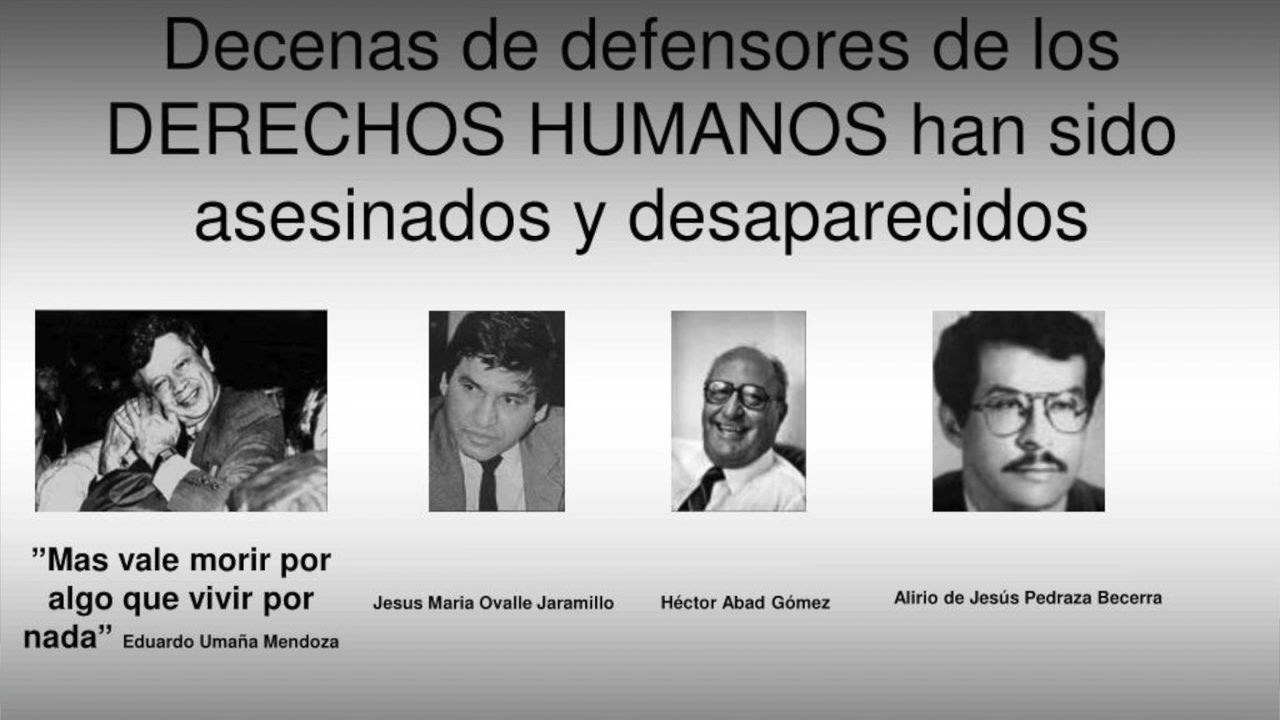 Decenas de defensores de los
DERECHOS HUMANOS han sido
asesinados y desaparecidos
”Mas vale morir por
algo que vivir por
nada” Eduardo Umaña Mendoza
Jesus Maria Ovalle Jaramillo
Héctor Abad Gómez
Alirio de Jesús Pedraza Becerra